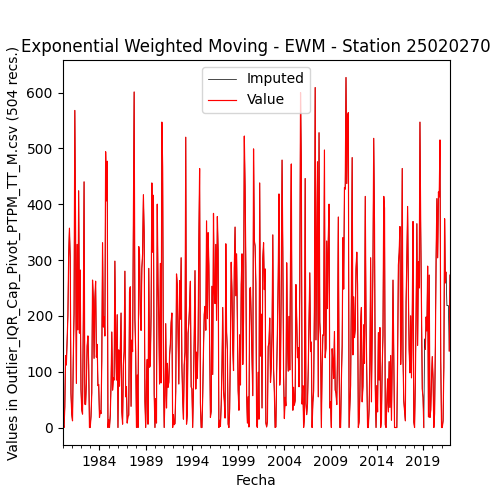 Exponential Weighted Moving - EWM - Station 25020270
Imputed
Value
Values in Outlier_IQR_Cap_Pivot_PTPM_TT_M.csv (504 recs.)
600
500
400
300
200
100
0
1984 1989 1994 1999 2004 2009 2014 2019
Fecha